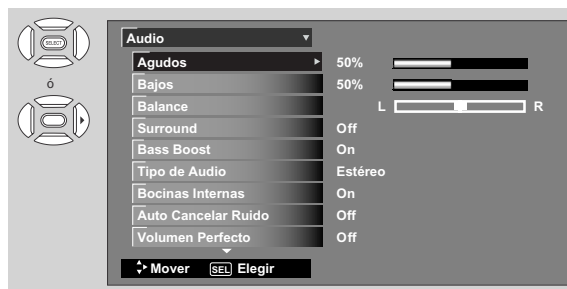 SELECT
ó
Audio
Agudos 50%
Bajos 50%
Balance L R
Surround Off
Bass Boost On
Tipo de Audio Estéreo
Bocinas Internas On
Auto Cancelar Ruido Off
Volumen Perfecto Off
Mover SEL Elegir